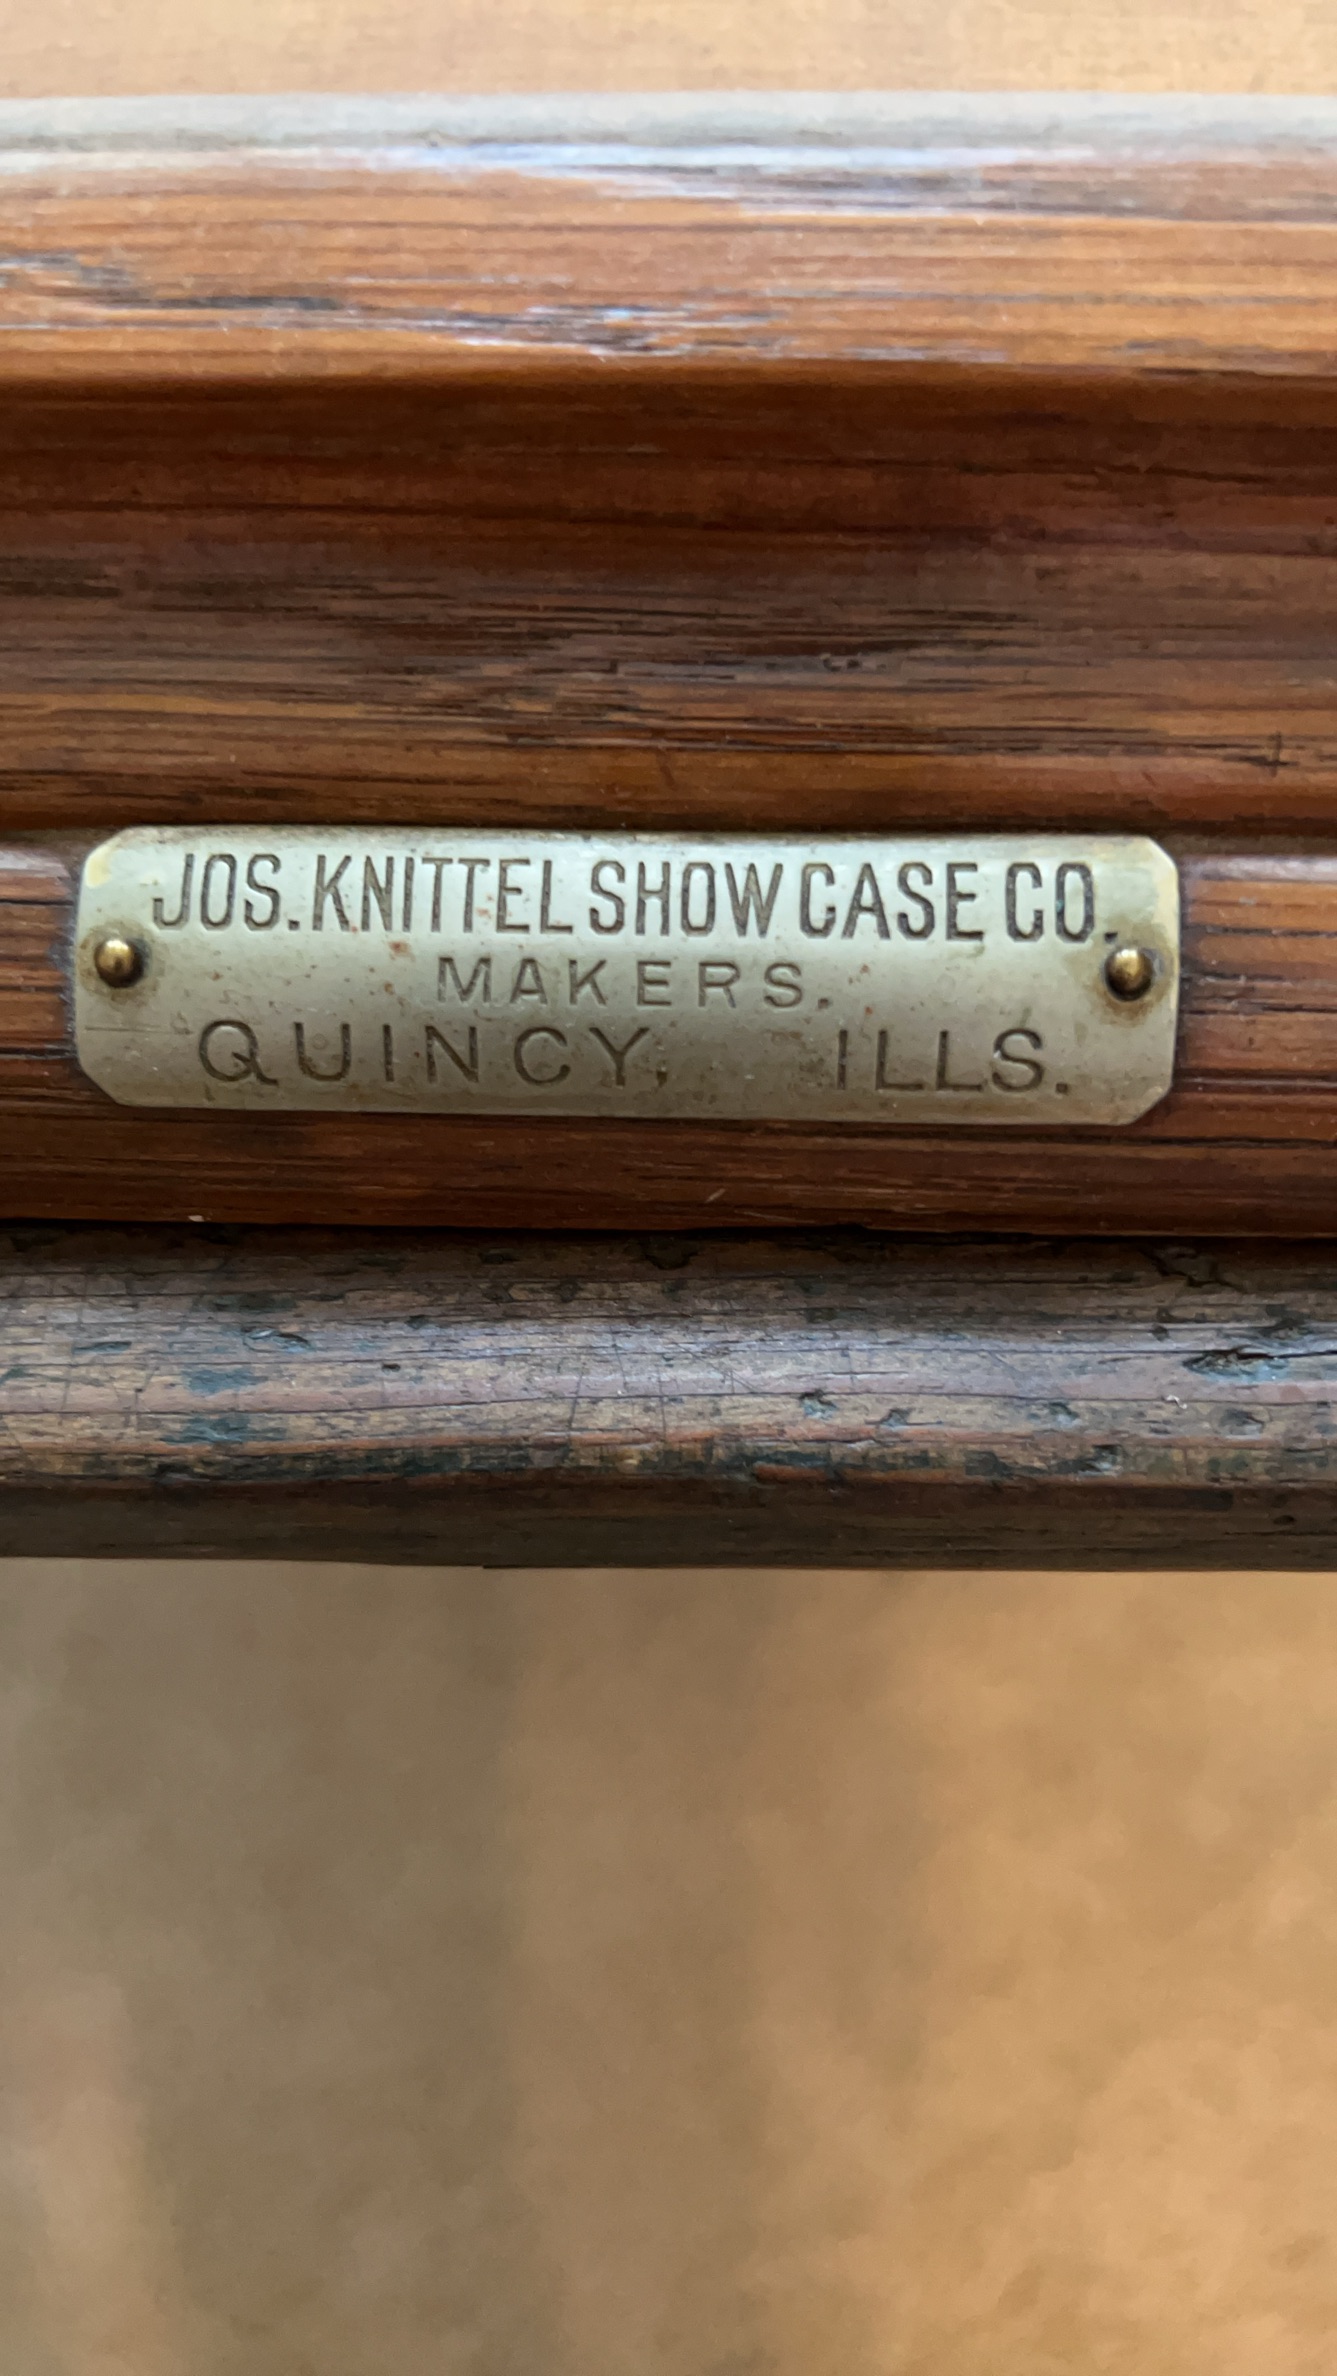 JOS. KNITTEL SHOW CASE CO.
MAKERS.
QUINCY, ILLS.